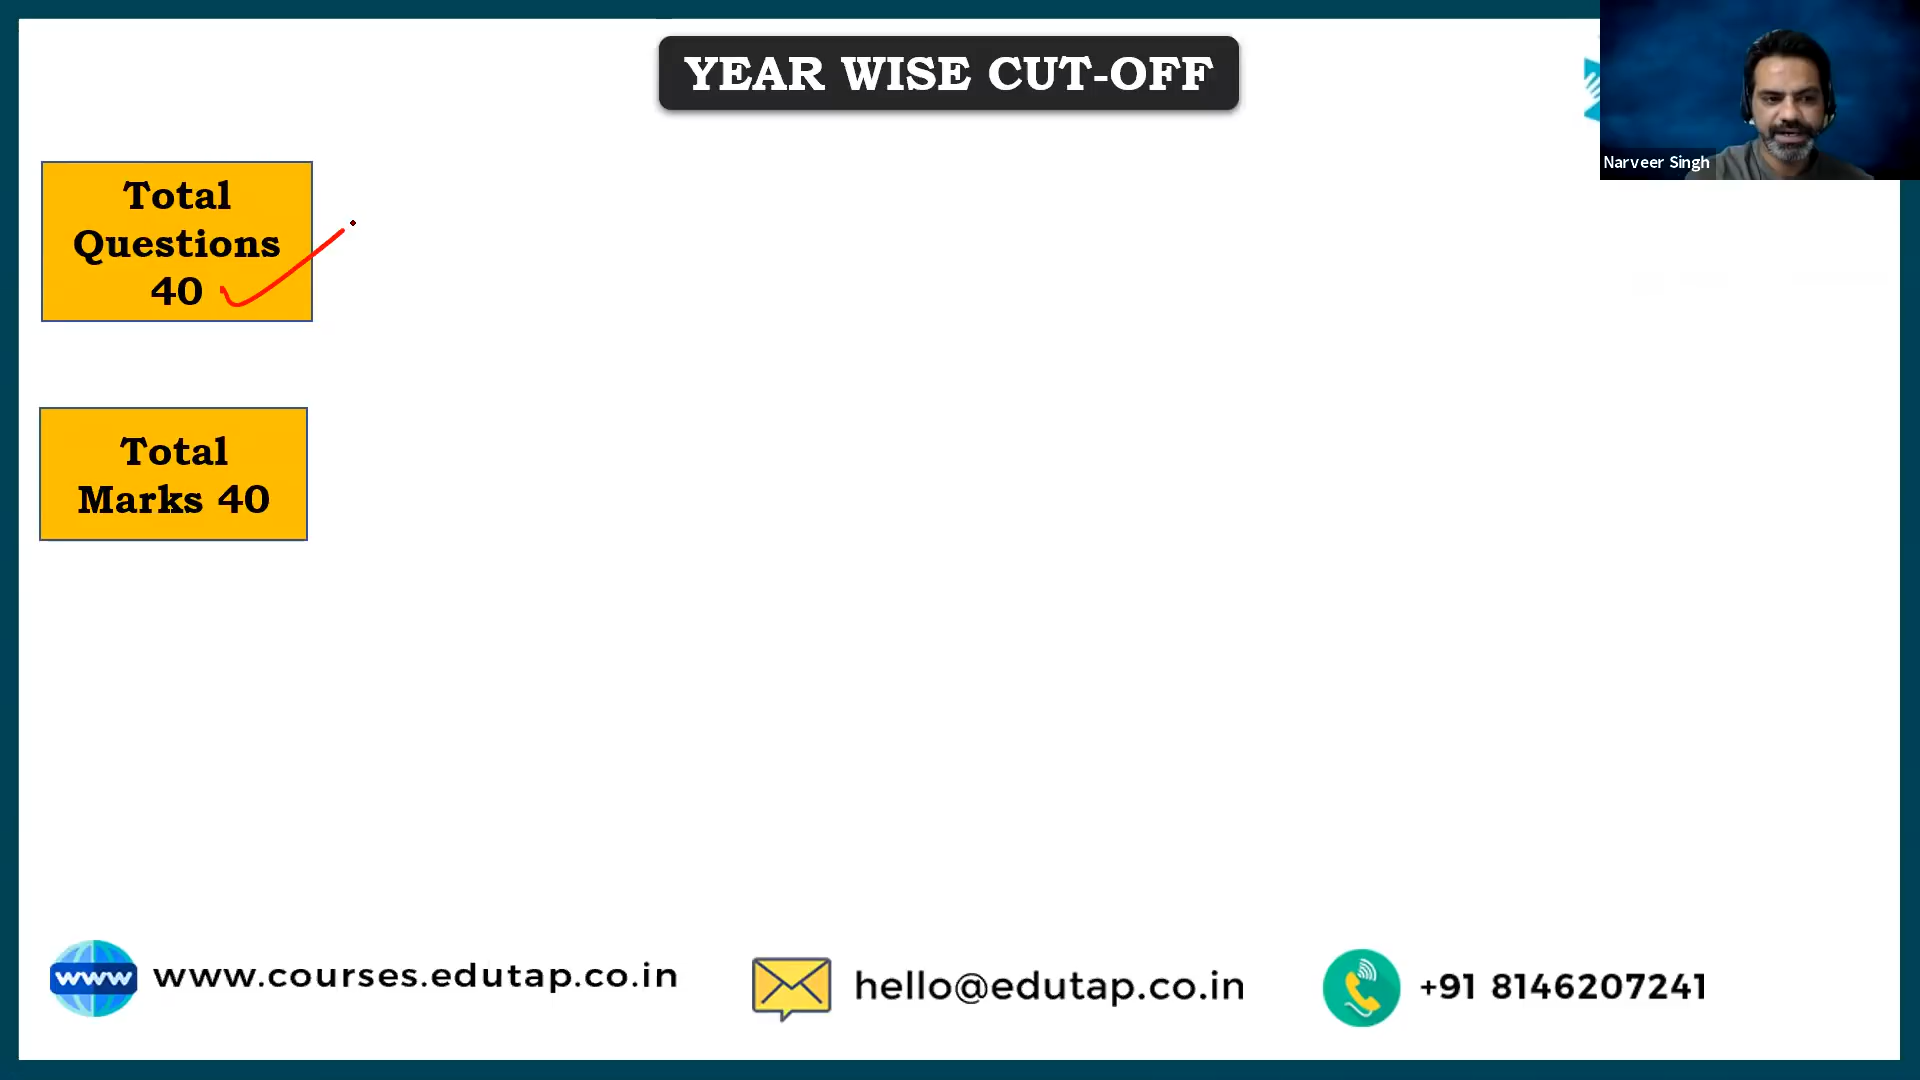 YEAR WISE CUT-OFF
Narveer Singh
Total
Questions
40
Total
Marks 40
www
www.courses.edutap.co.in
hello@edutap.co.in
+91 8146207241